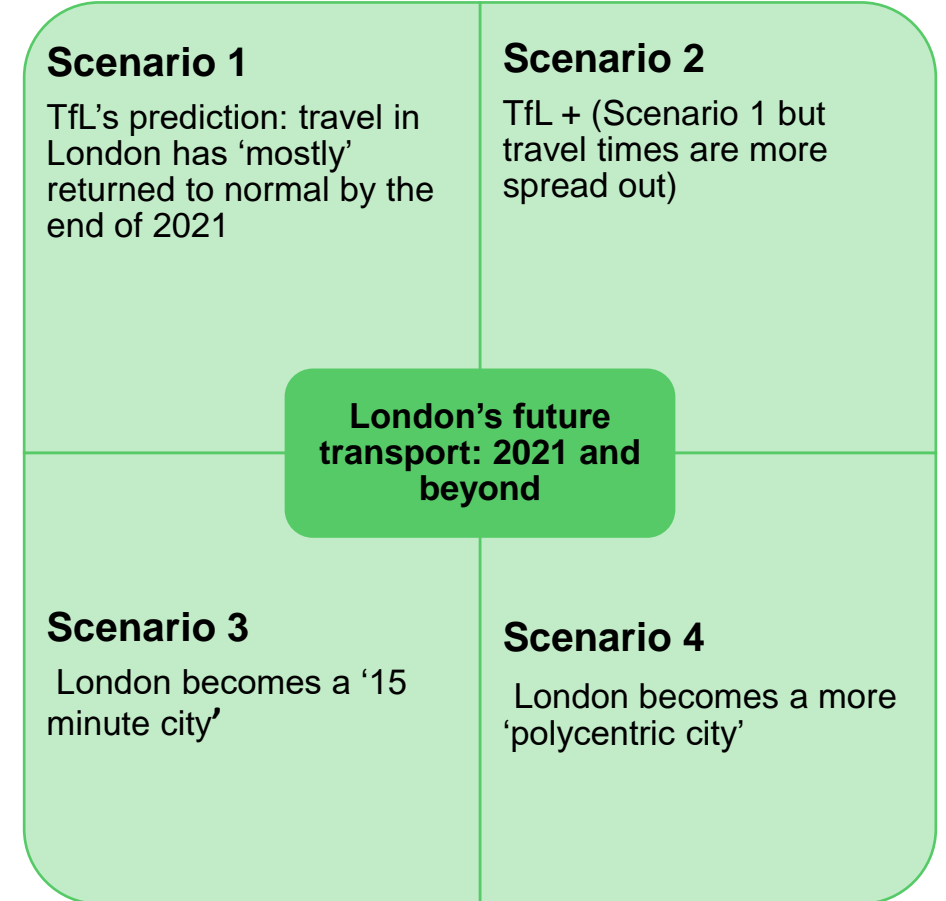 Scenario 1
TfL’s prediction: travel in
London has ‘mostly’
returned to normal by the
end of 2021
Scenario 2
TfL + (Scenario 1 but
travel times are more
spread out)
London’s future
transport: 2021 and
beyond
Scenario 3
London becomes a ‘15
minute city’
Scenario 4
London becomes a more
‘polycentric city’